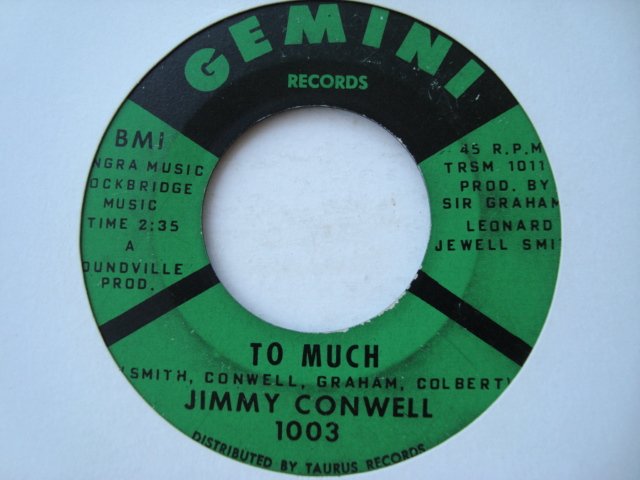 GEMINI
RECORDS
BMI
NGRA MUSIC
OCKBRIDGE
MUSIC
TIME 2:35
A
OUNDVILLE
PROD.
45 R.P.M
TRSM 1011
PROD. BY
SIR GRAHAM
LEONARD
JEWELL SMI
TO MUCH
(SMITH, CONWELL, GRAHAM, COLBERT)
JIMMY CONWELL
1003
DISTRIBUTED BY TAURUS RECORDS